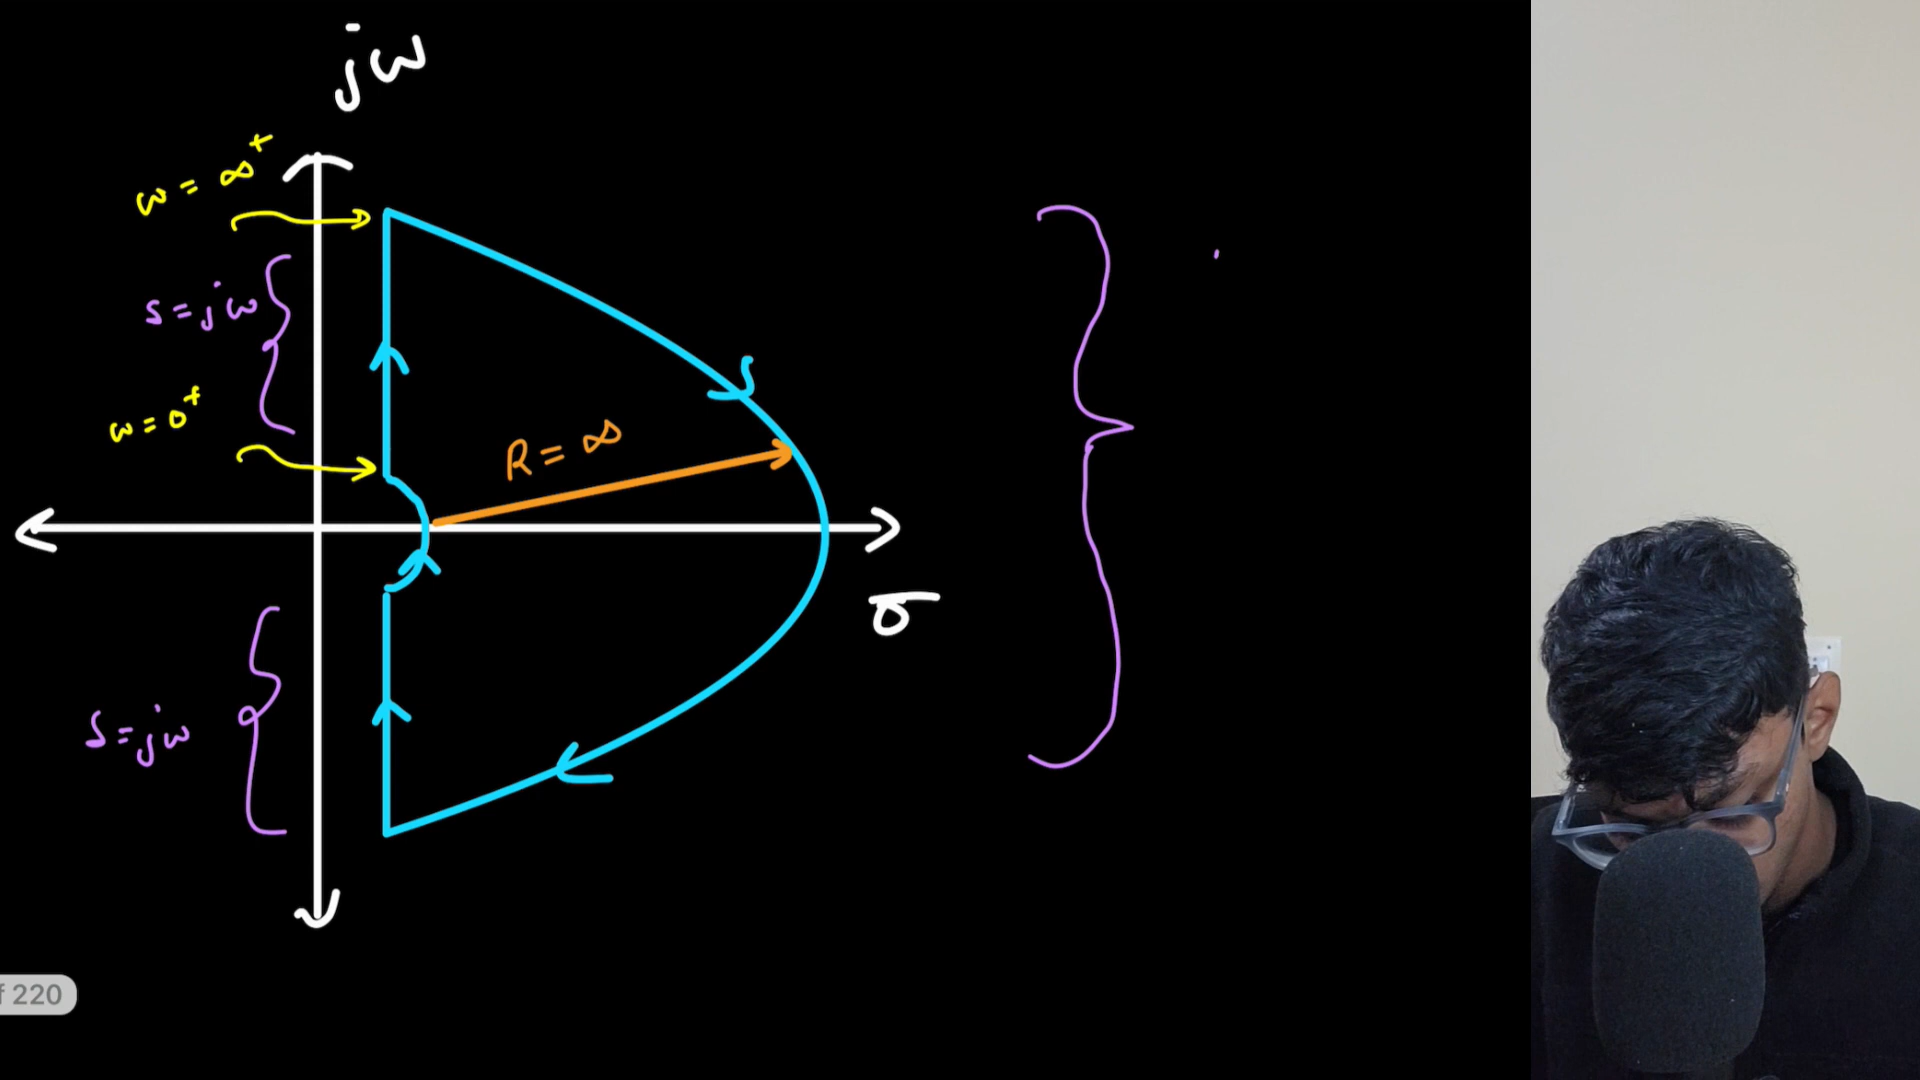 jω
ω = ∞⁺
s = jω
ω = 0⁺
R = ∞
σ
s = jω
f 220